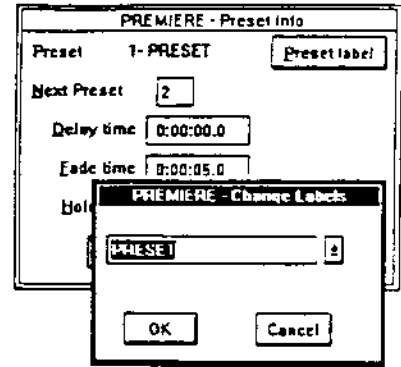 PREMIERE - Preset Info
Preset 1- PRESET Preset label
Next Preset 2
Delay time 0:00:00.0
Fade time 0:00:05.0
PREMIERE - Change Labels
PRESET
OK Cancel